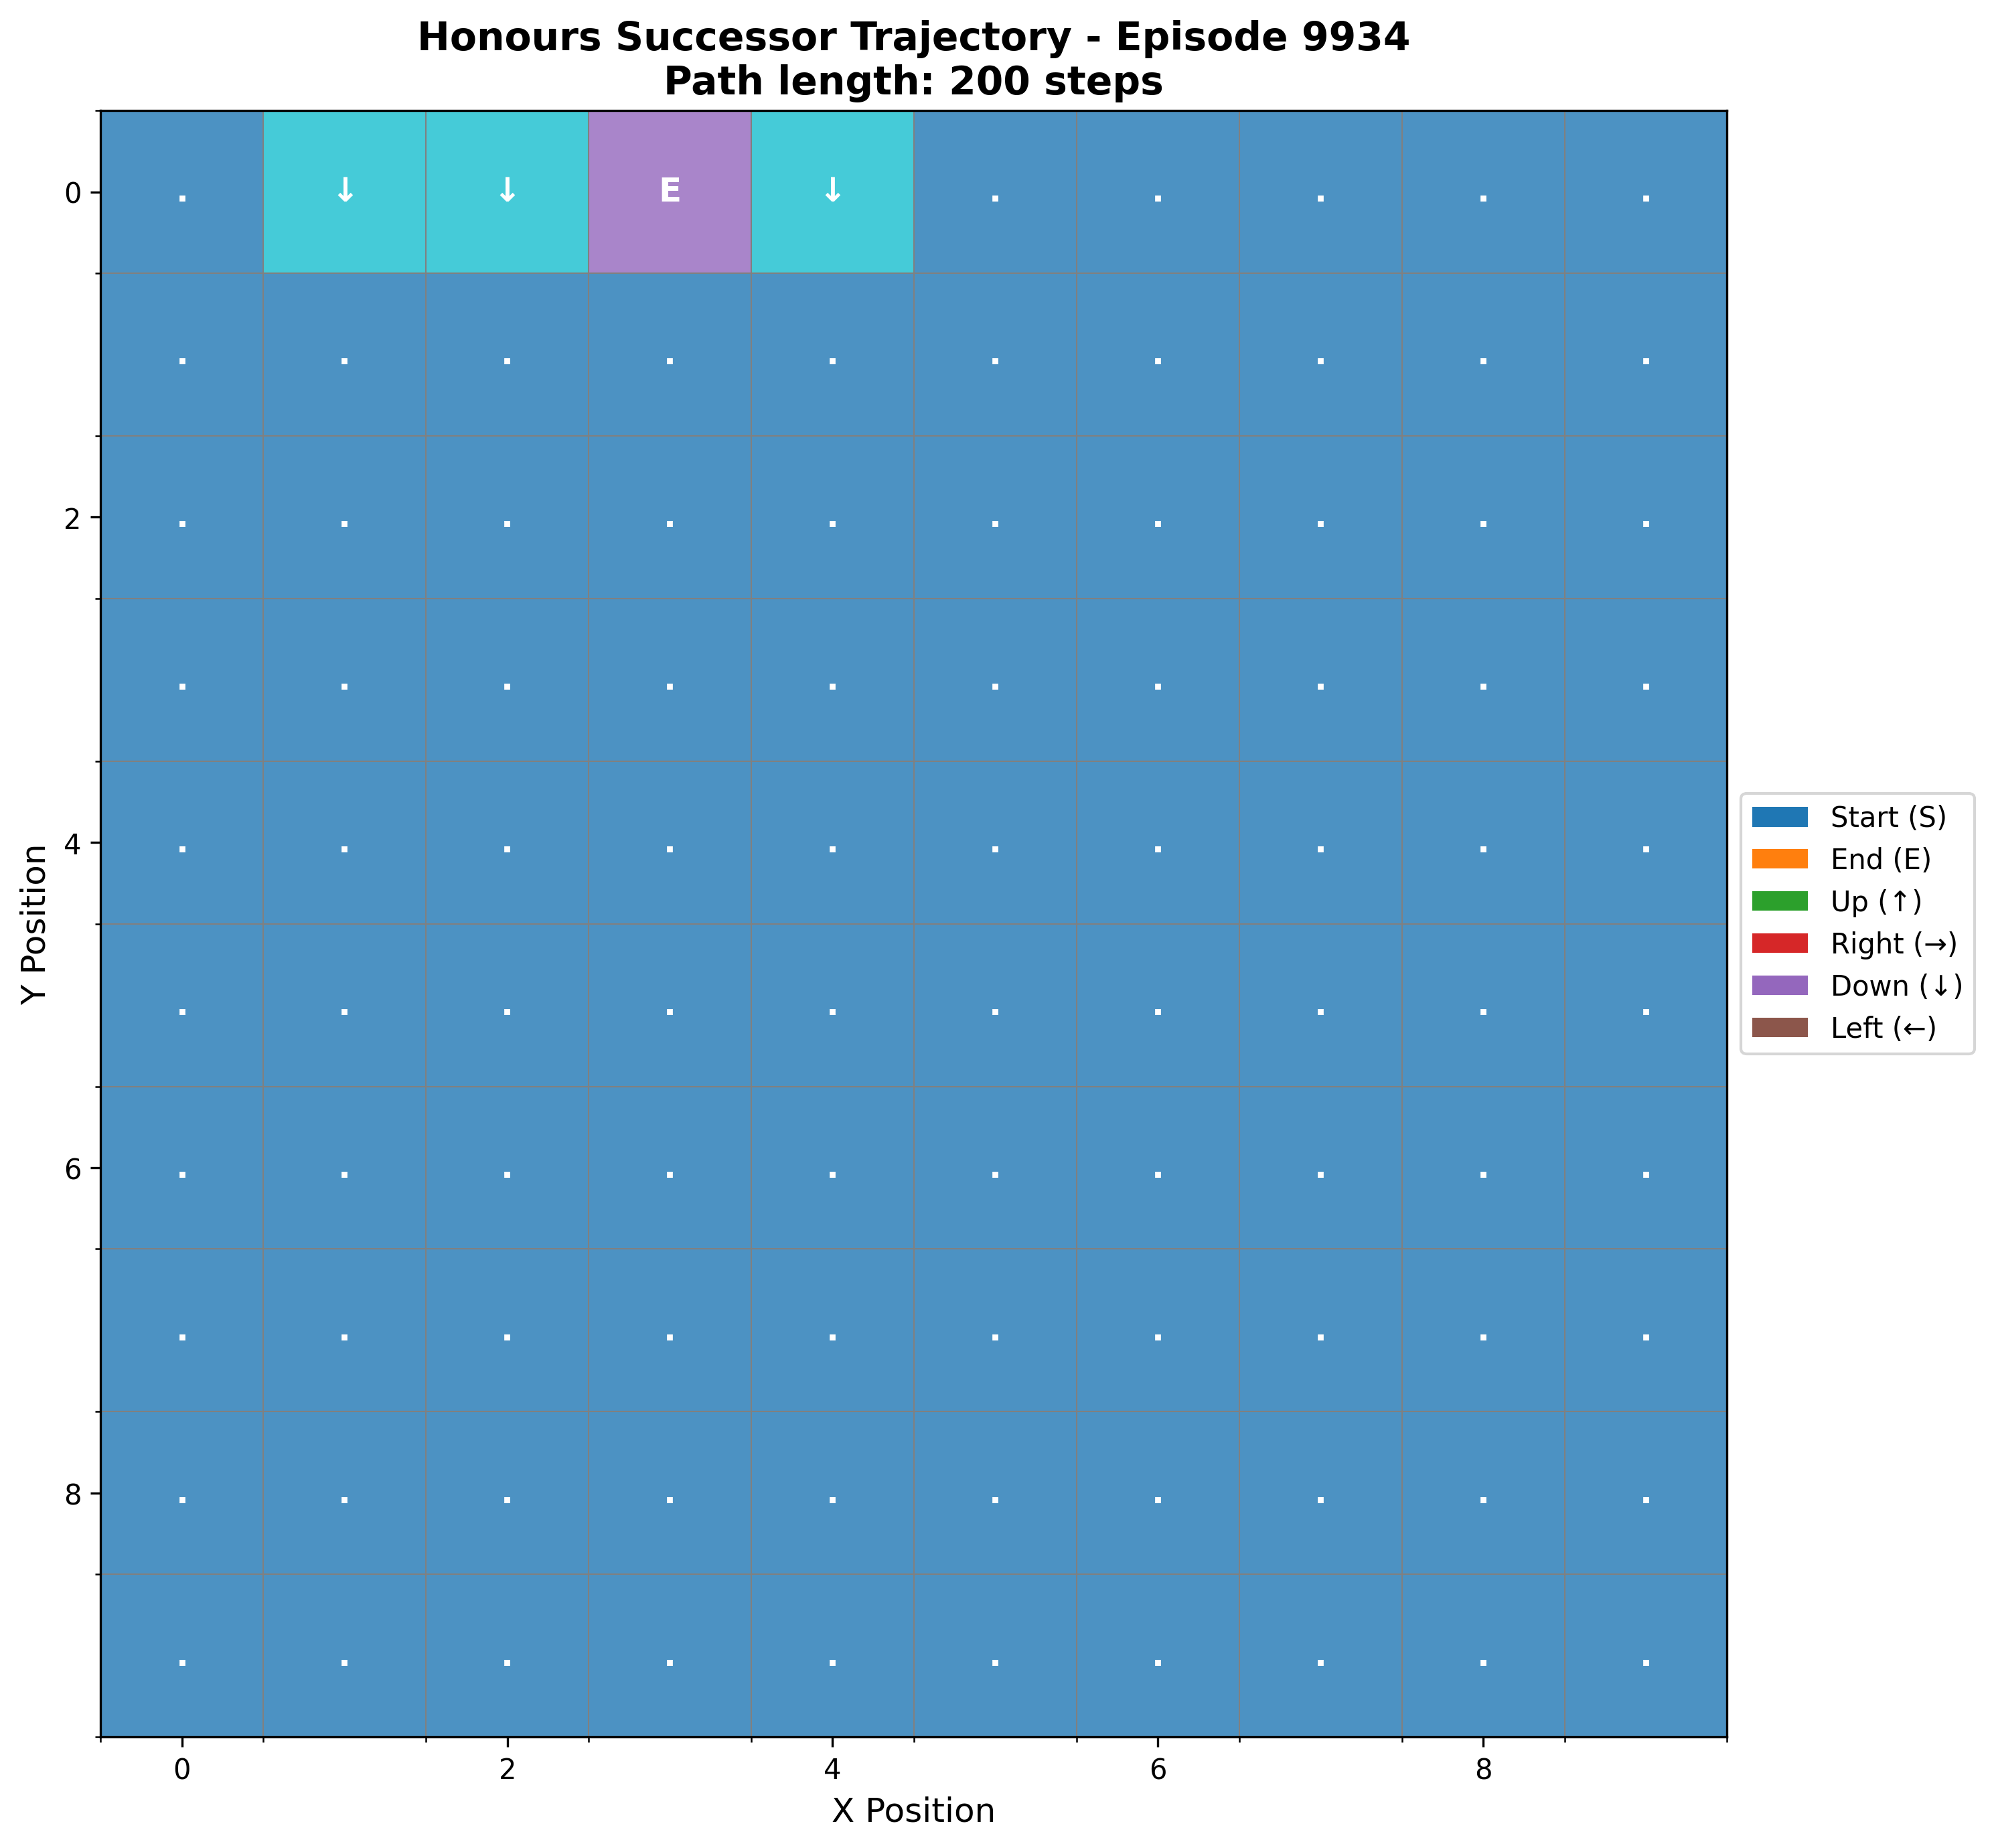 Honours Successor Trajectory - Episode 9934
Path length: 200 steps
0
. ↓ ↓ E ↓ . . . . .
. . . . . . . . . .
2
. . . . . . . . . .
. . . . . . . . . .
4
. . . . . . . . . .
. . . . . . . . . .
6
. . . . . . . . . .
. . . . . . . . . .
8
. . . . . . . . . .
. . . . . . . . . .
Y Position
0 2 4 6 8
X Position
Start (S)
End (E)
Up (↑)
Right (→)
Down (↓)
Left (←)